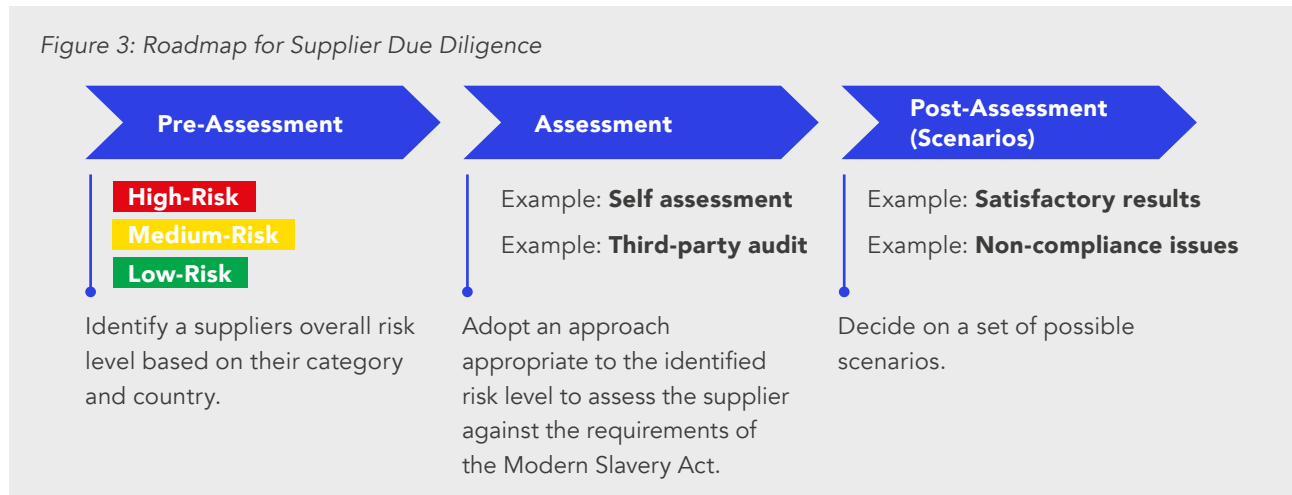 Figure 3: Roadmap for Supplier Due Diligence
Pre-Assessment
High-Risk
Medium-Risk
Low-Risk
Identify a suppliers overall risk
level based on their category
and country.
Assessment
Example: Self assessment
Example: Third-party audit
Adopt an approach
appropriate to the identified
risk level to assess the supplier
against the requirements of
the Modern Slavery Act.
Post-Assessment
(Scenarios)
Example: Satisfactory results
Example: Non-compliance issues
Decide on a set of possible
scenarios.